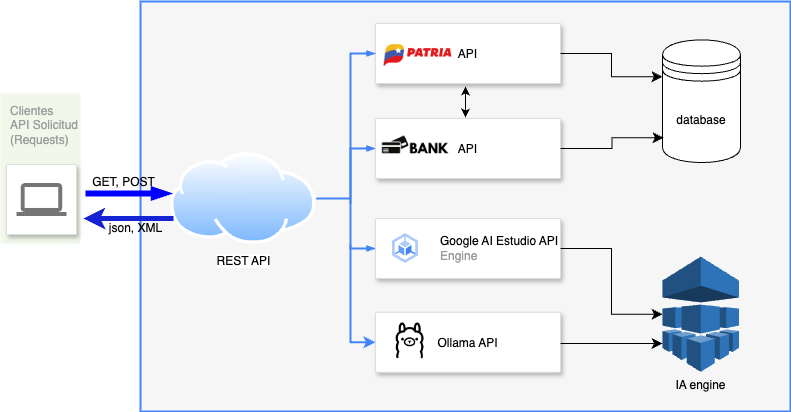 Clientes
API Solicitud
(Requests)
GET, POST
json, XML
REST API
PATRIA API
BANK API
Google AI Estudio API
Engine
Ollama API
database
IA engine